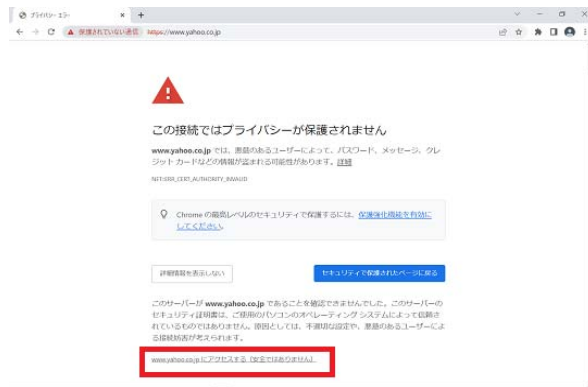 プライバシー エラー
保護されていない通信
https://www.yahoo.co.jp
この接続ではプライバシーが保護されません
www.yahoo.co.jp では、悪意のあるユーザーによって、パスワード、メッセージ、クレ
ジット カードなどの情報が盗まれる可能性があります。詳細
NET::ERR_CERT_AUTHORITY_INVALID
Chrome の最高レベルのセキュリティで保護するには、保護強化機能を有効に
してください。
詳細情報を表示しない
セキュリティで保護されたページに戻る
このサーバーが www.yahoo.co.jp であることを確認できませんでした。このサーバーの
セキュリティ証明書は、ご使用のパソコンのオペレーティング システムによって信頼さ
れているものではありません。原因としては、不適切な設定や、悪意のあるユーザーによ
る接続妨害が考えられます。
www.yahoo.co.jp にアクセスする（安全ではありません）